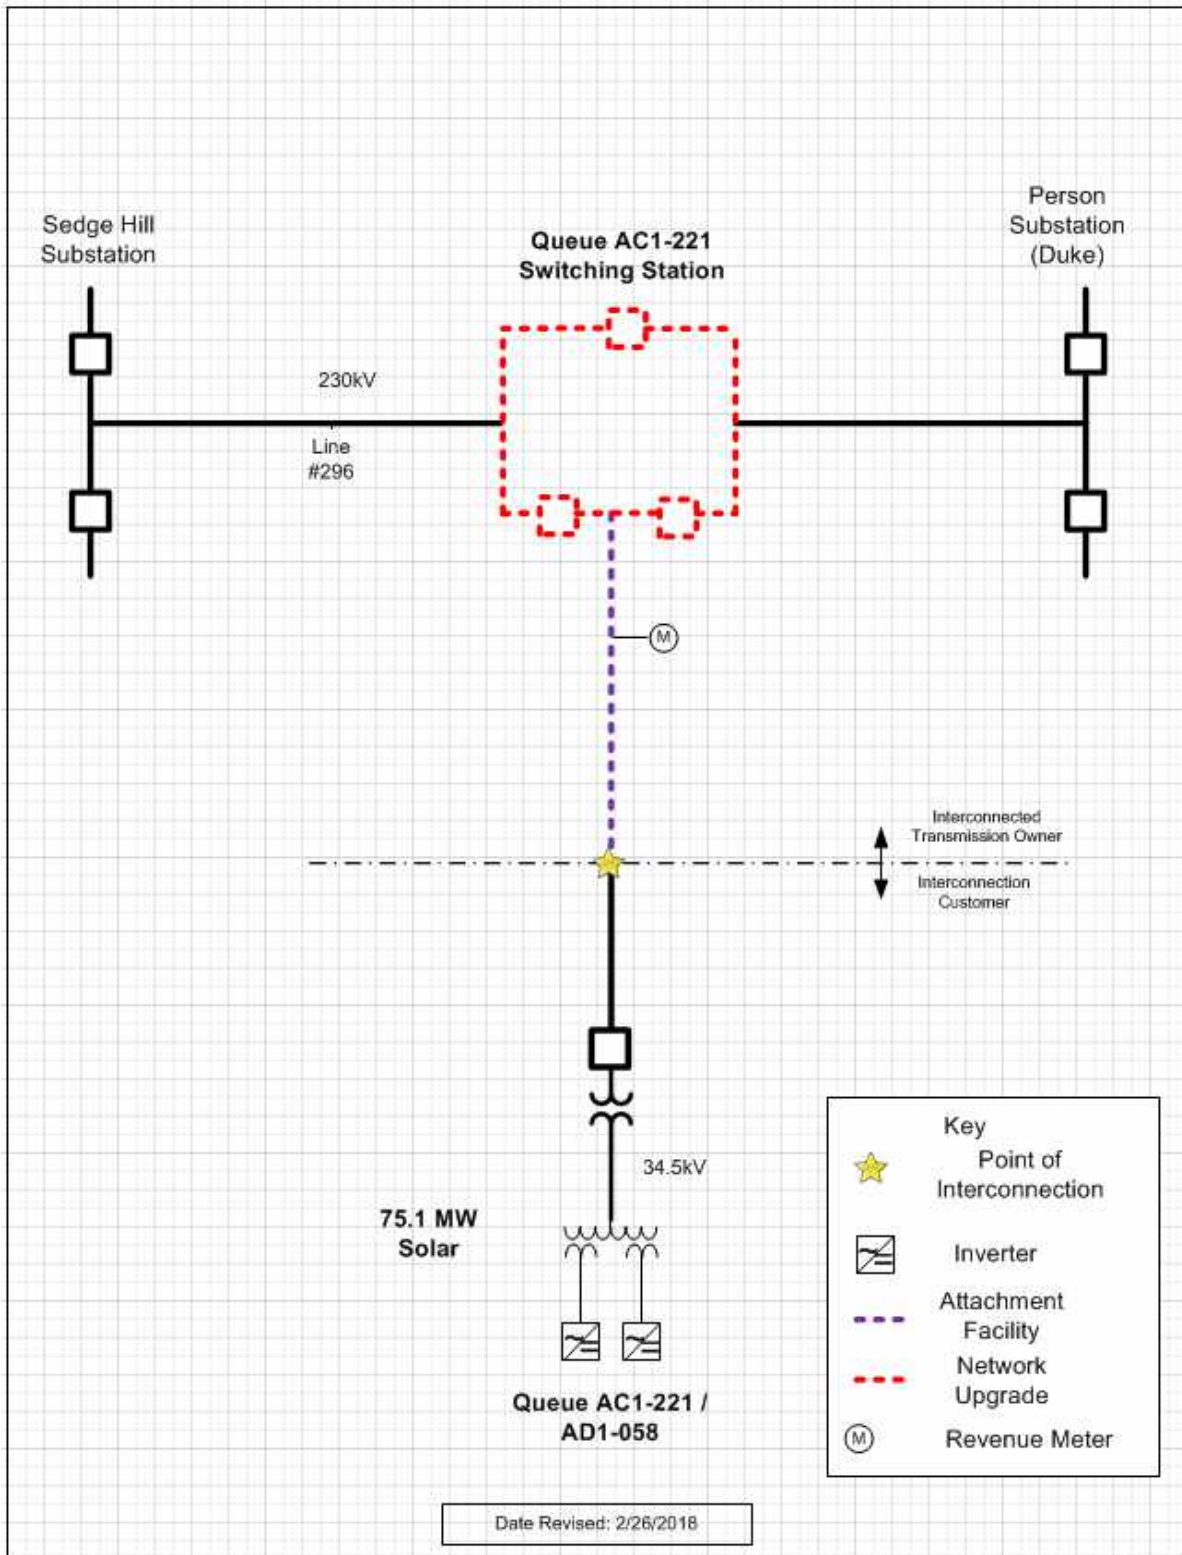 Sedge Hill
Substation
Queue AC1-221
Switching Station
Person
Substation
(Duke)
230kV
Line
#296
M
Interconnected
Transmission Owner
Interconnection
Customer
34.5kV
75.1 MW
Solar
Queue AC1-221 /
AD1-058
Key
Point of
Interconnection
Inverter
Attachment
Facility
Network
Upgrade
M
Revenue Meter
Date Revised: 2/26/2018